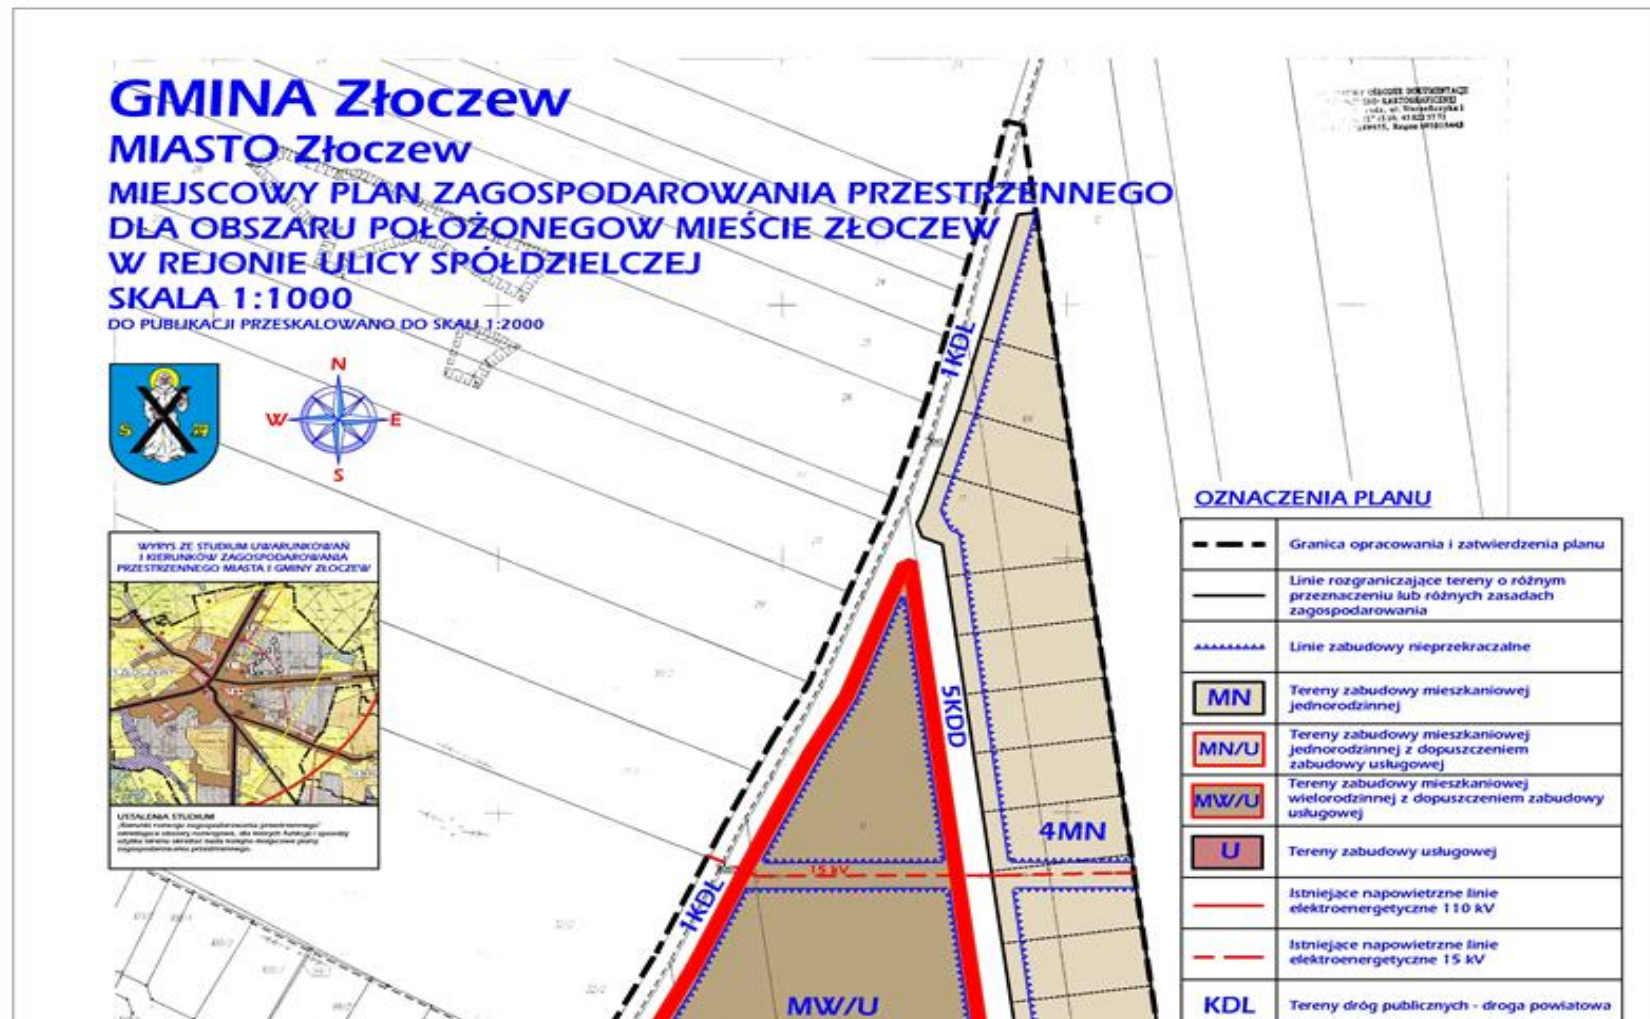 GMINA Złoczew
MIASTO Złoczew
MIEJSCOWY PLAN ZAGOSPODAROWANIA PRZESTRZENNEGO
DLA OBSZARU POŁOŻONEGOW MIEŚCIE ZŁOCZEW
W REJONIE ULICY SPÓŁDZIELCZEJ
SKALA 1:1000
DO PUBLIKACJI PRZESKALOWANO DO SKALI 1:2000
N
W E
S
WYRYS ZE STUDIUM UWARUNKOWAŃ
I KIERUNKÓW ZAGOSPODAROWANIA
PRZESTRZENNEGO MIASTA I GMINY ZŁOCZEW
USTALENIA STUDIUM
1KDL
5KDD
4MN
15 kV
1KDL
MW/U
OZNACZENIA PLANU
Granica opracowania i zatwierdzenia planu
Linie rozgraniczające tereny o różnym
przeznaczeniu lub różnych zasadach
zagospodarowania
Linie zabudowy nieprzekraczalne
MN
Tereny zabudowy mieszkaniowej
jednorodzinnej
MN/U
Tereny zabudowy mieszkaniowej
jednorodzinnej z dopuszczeniem
zabudowy usługowej
MW/U
Tereny zabudowy mieszkaniowej
wielorodzinnej z dopuszczeniem zabudowy
usługowej
U
Tereny zabudowy usługowej
Istniejące napowietrzne linie
elektroenergetyczne 110 kV
Istniejące napowietrzne linie
elektroenergetyczne 15 kV
KDL
Tereny dróg publicznych - droga powiatowa